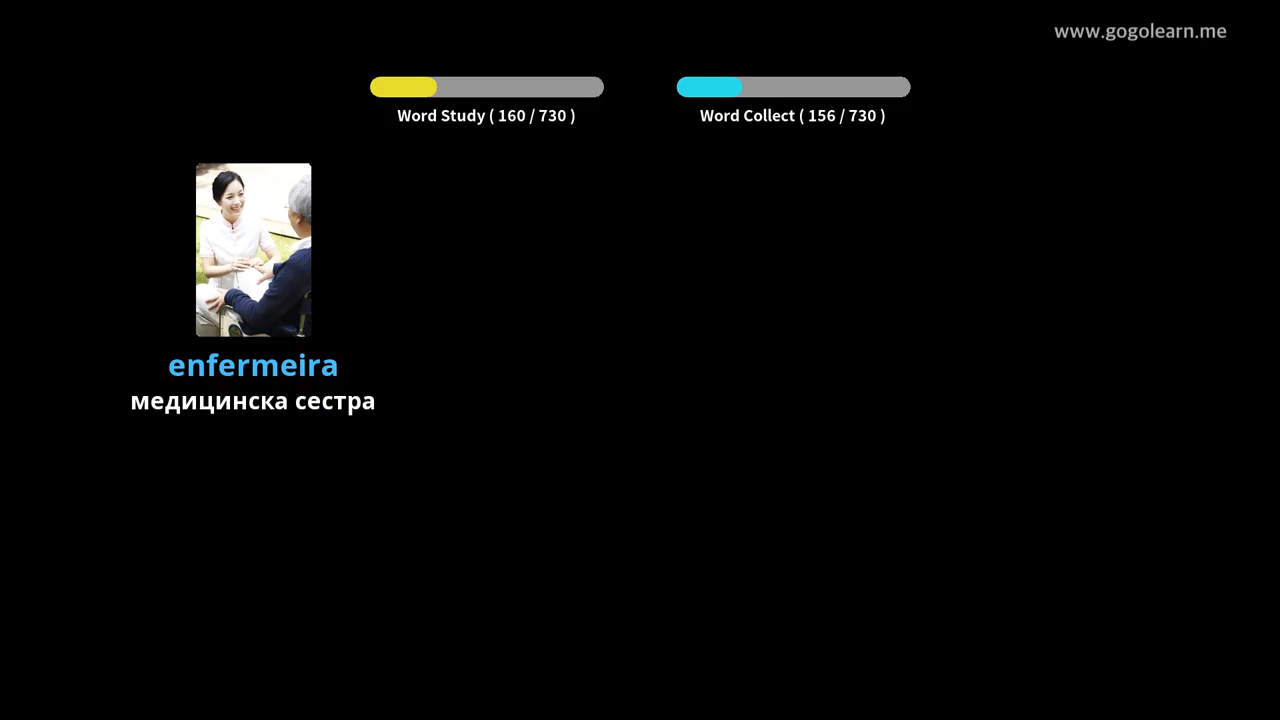 www.gogolearn.me
Word Study ( 160 / 730 )
Word Collect ( 156 / 730 )
enfermeira
медицинска сестра